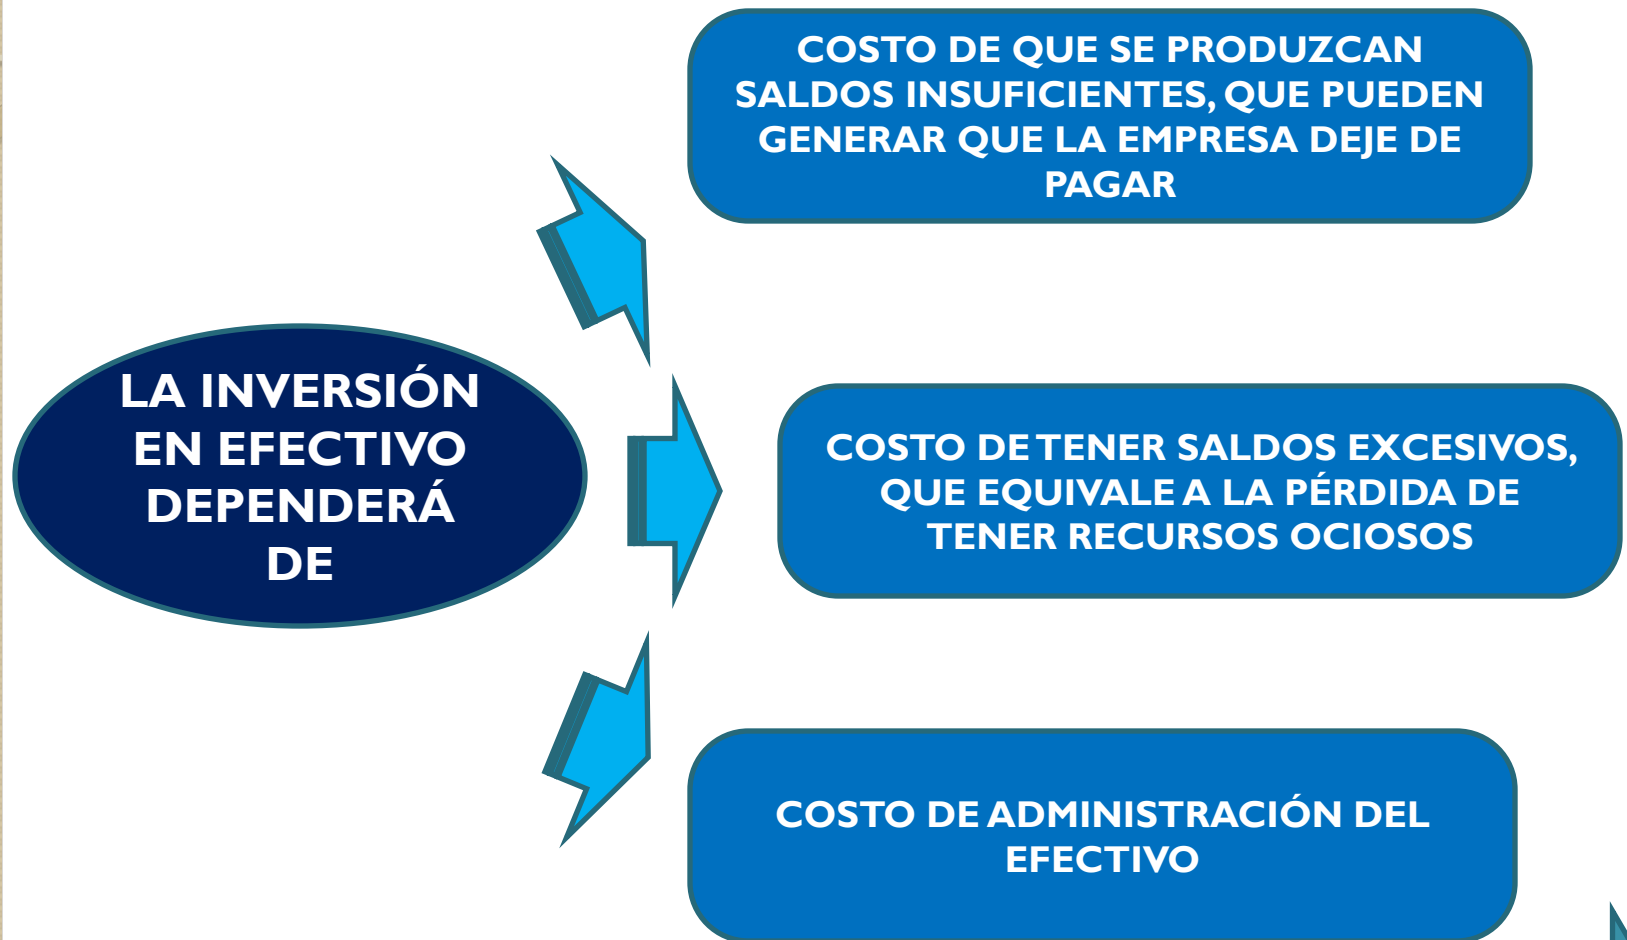 COSTO DE QUE SE PRODUZCAN
SALDOS INSUFICIENTES, QUE PUEDEN
GENERAR QUE LA EMPRESA DEJE DE
PAGAR
LA INVERSIÓN
EN EFECTIVO
DEPENDERÁ
DE
COSTO DE TENER SALDOS EXCESIVOS,
QUE EQUIVALE A LA PÉRDIDA DE
TENER RECURSOS OCIOSOS
COSTO DE ADMINISTRACIÓN DEL
EFECTIVO